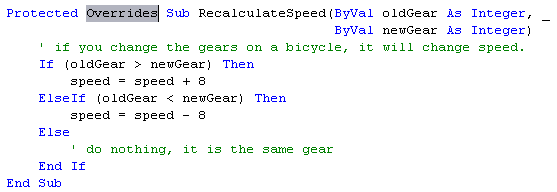 Protected Overrides Sub RecalculateSpeed(ByVal oldGear As Integer, _
                                         ByVal newGear As Integer)
    ' if you change the gears on a bicycle, it will change speed.
    If (oldGear > newGear) Then
        speed = speed + 8
    ElseIf (oldGear < newGear) Then
        speed = speed - 8
    Else
        ' do nothing, it is the same gear
    End If
End Sub